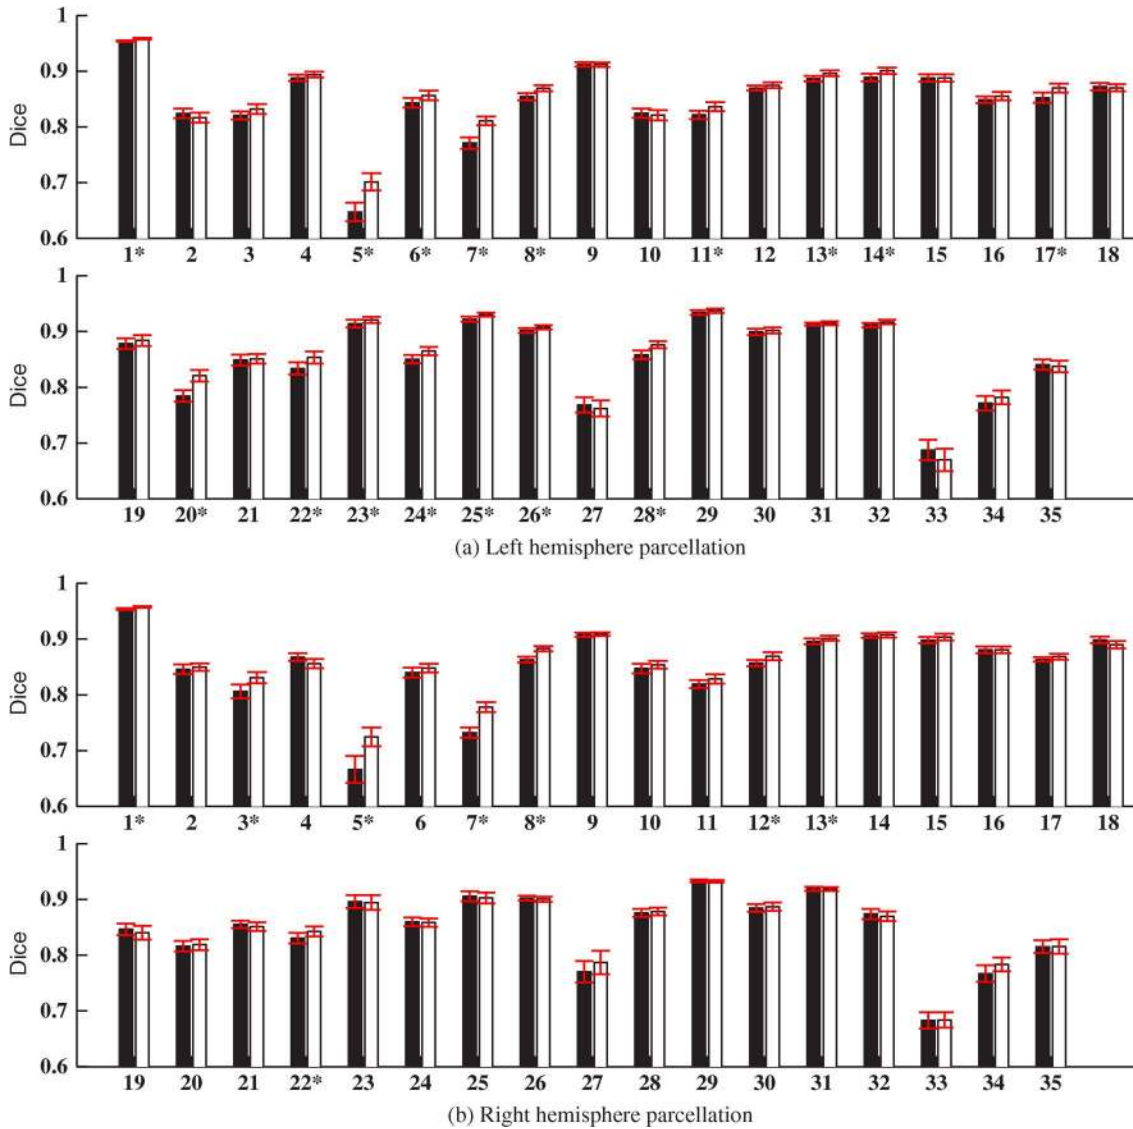 1
0.9
Dice
0.8
0.7
0.6
1* 2 3 4 5* 6* 7* 8* 9 10 11* 12 13* 14* 15 16 17* 18
1
0.9
Dice
0.8
0.7
0.6
19 20* 21 22* 23* 24* 25* 26* 27 28* 29 30 31 32 33 34 35
(a) Left hemisphere parcellation
1
0.9
Dice
0.8
0.7
0.6
1* 2 3* 4 5* 6 7* 8* 9 10 11 12* 13* 14 15 16 17 18
1
0.9
Dice
0.8
0.7
0.6
19 20 21 22* 23 24 25 26 27 28 29 30 31 32 33 34 35
(b) Right hemisphere parcellation